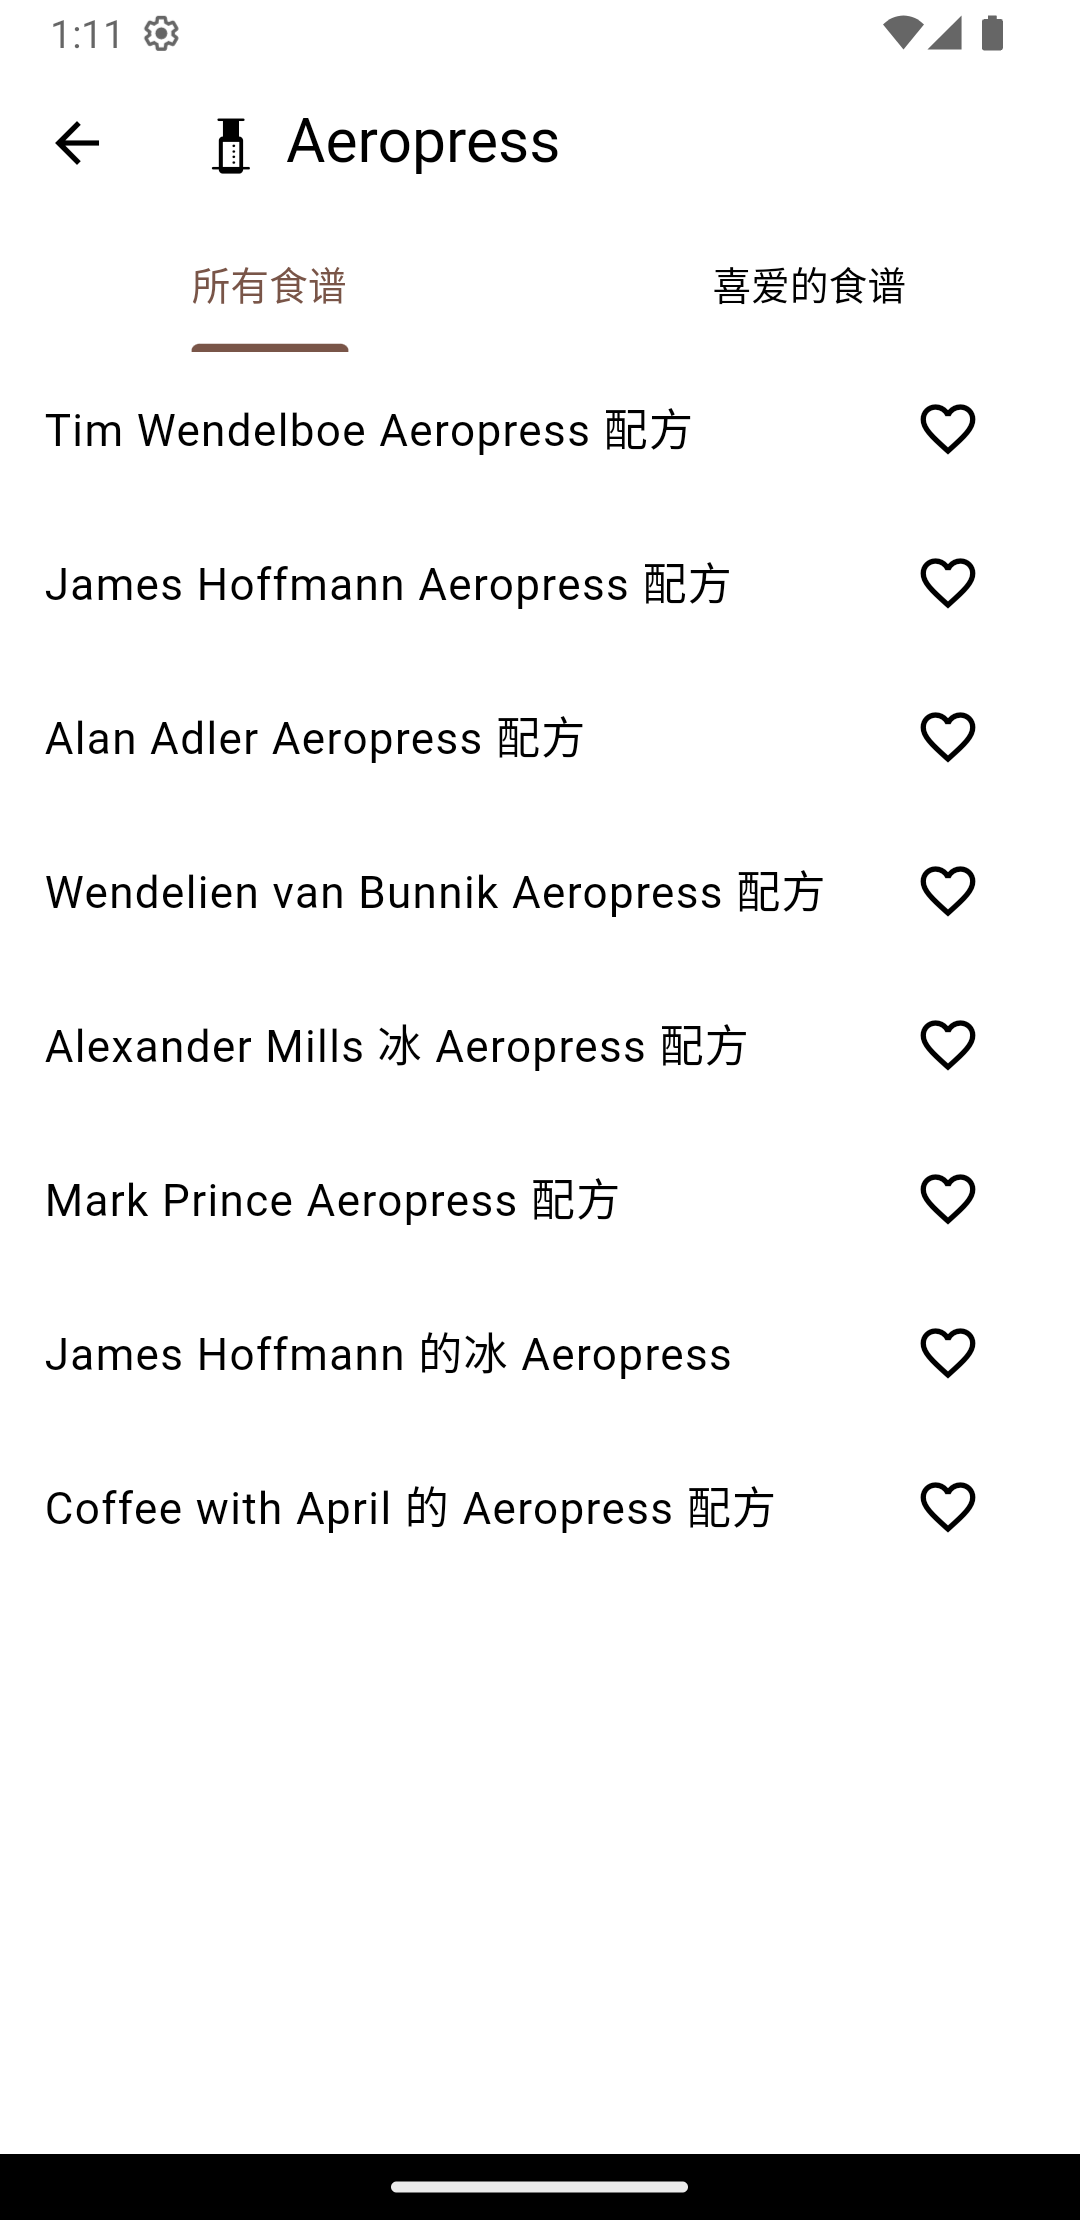 1:11
Aeropress
所有食谱
喜爱的食谱
Tim Wendelboe Aeropress 配方
James Hoffmann Aeropress 配方
Alan Adler Aeropress 配方
Wendelien van Bunnik Aeropress 配方
Alexander Mills 冰 Aeropress 配方
Mark Prince Aeropress 配方
James Hoffmann 的冰 Aeropress
Coffee with April 的 Aeropress 配方